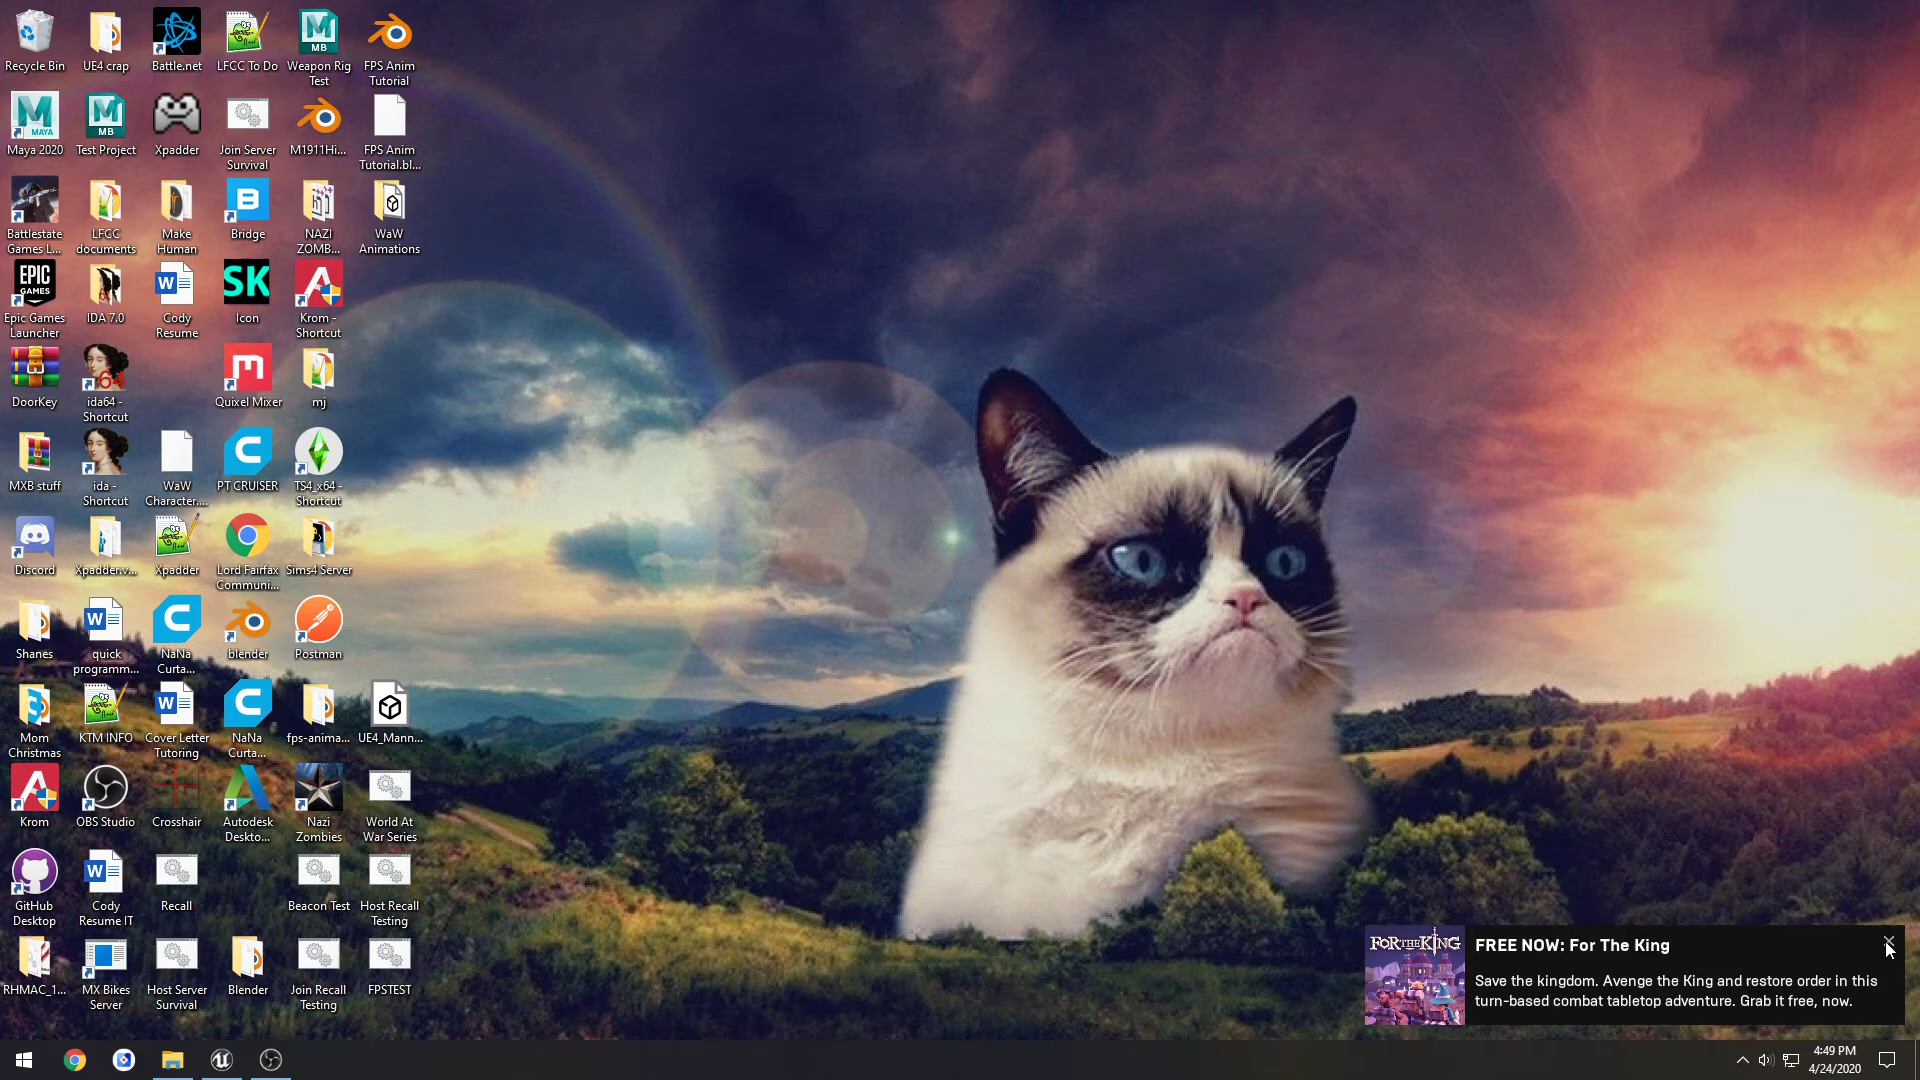 Recycle Bin
UE4 crap
Battle.net
LFCC To Do
Weapon Rig
Test
FPS Anim
Tutorial
MAYA
Maya 2020
MB
Test Project
Xpadder
Join Server
Survival
M1911Hi...
FPS Anim
Tutorial.bl...
Battlestate
Games L...
LFCC
documents
Make
Human
Bridge
NAZI
ZOMB...
WaW
Animations
EPIC
GAMES
Epic Games
Launcher
IDA 7.0
Cody
Resume
SK
Icon
Krom -
Shortcut
DoorKey
64
ida64 -
Shortcut
Quixel Mixer
mj
MXB stuff
ida -
Shortcut
WaW
Character....
PT CRUISER
TS4_x64 -
Shortcut
Discord
Xpadder.v...
Xpadder
Lord Fairfax
Communi...
Sims4 Server
Shanes
quick
programm...
NaNa
Curta...
blender
Postman
Mom
Christmas
KTM INFO
Cover Letter
Tutoring
NaNa
Curta...
fps-anima...
UE4_Mann...
Krom
OBS Studio
Crosshair
Autodesk
Deskto...
Nazi
Zombies
World At
War Series
GitHub
Desktop
Cody
Resume IT
Recall
Beacon Test
Host Recall
Testing
RHMAC_1...
MX Bikes
Server
Host Server
Survival
Blender
Join Recall
Testing
FPSTEST
FOR THE KING
FREE NOW: For The King
Save the kingdom. Avenge the King and restore order in this
turn-based combat tabletop adventure. Grab it free, now.
4:49 PM
4/24/2020